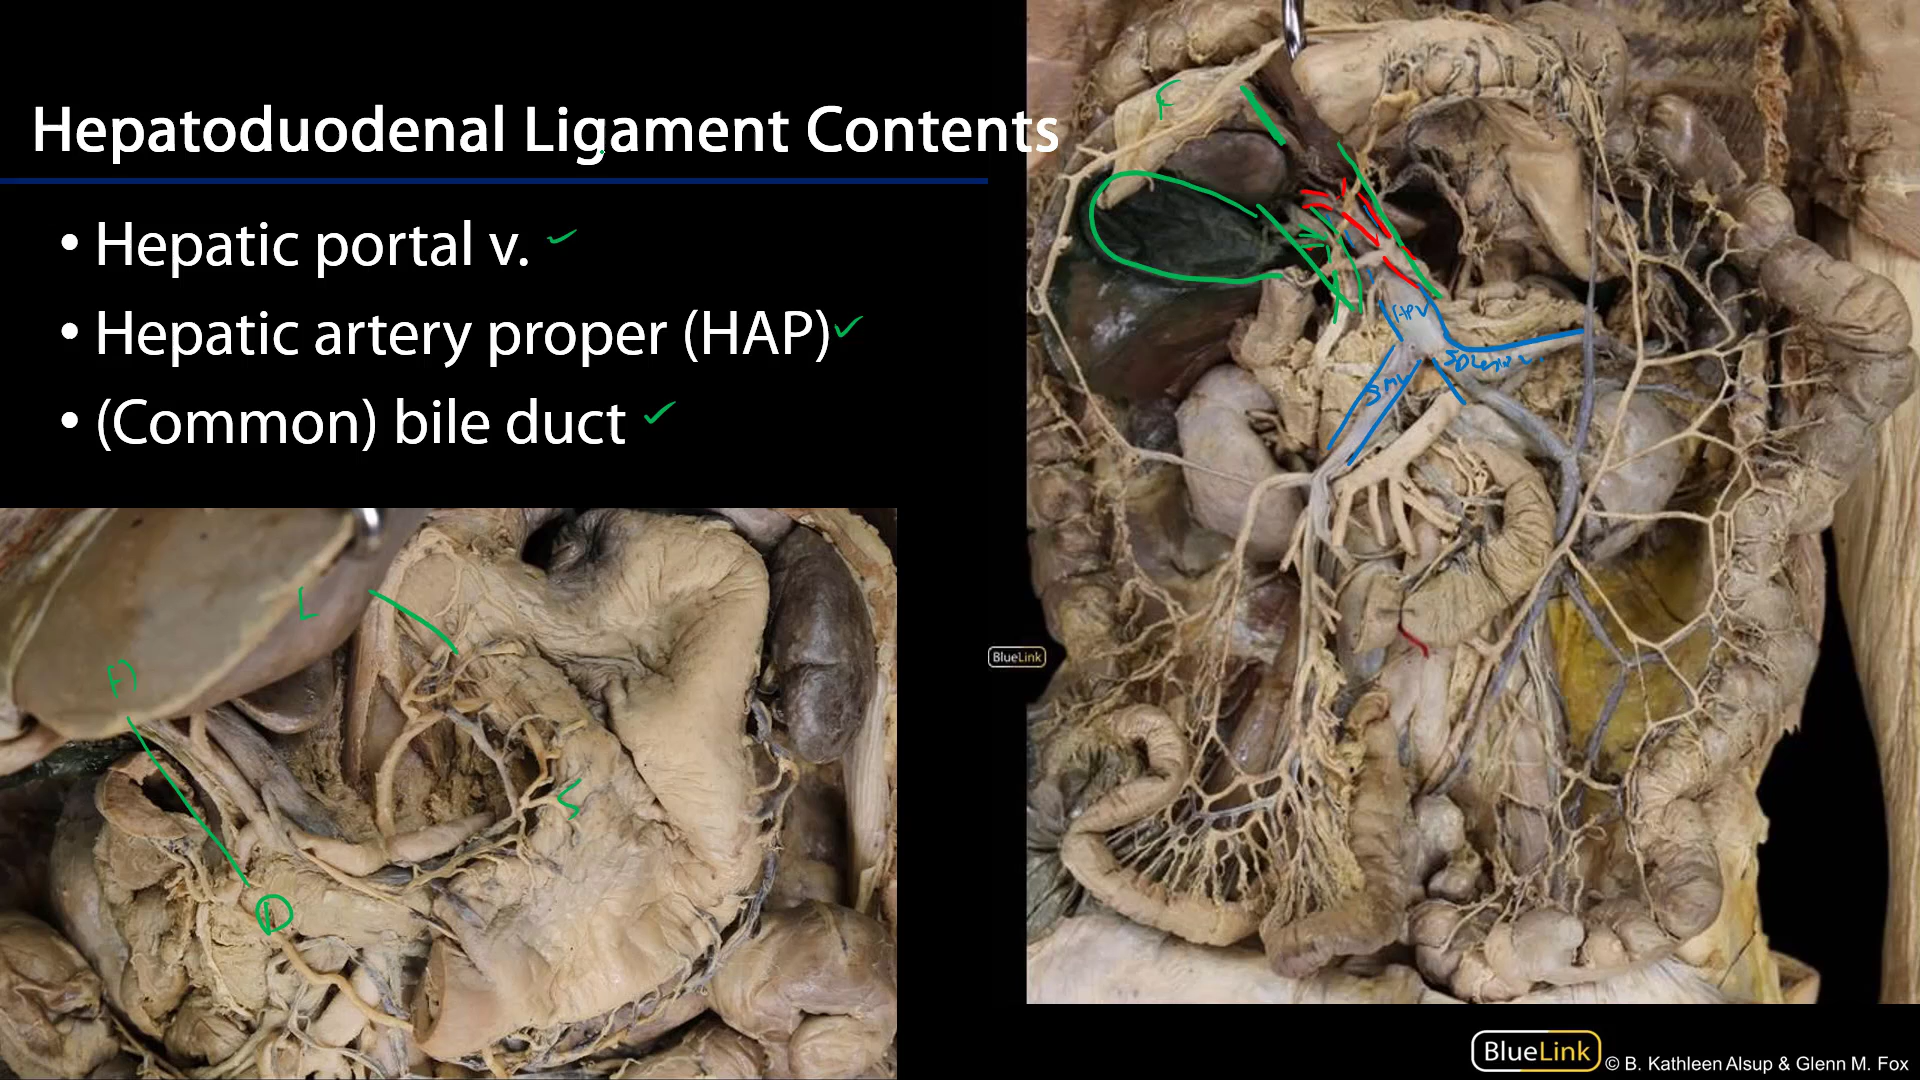 Hepatoduodenal Ligament Contents
• Hepatic portal v.
• Hepatic artery proper (HAP)
• (Common) bile duct
F
HPV
Splenic v.
SMV
L
H
S
D
BlueLink
BlueLink © B. Kathleen Alsup & Glenn M. Fox